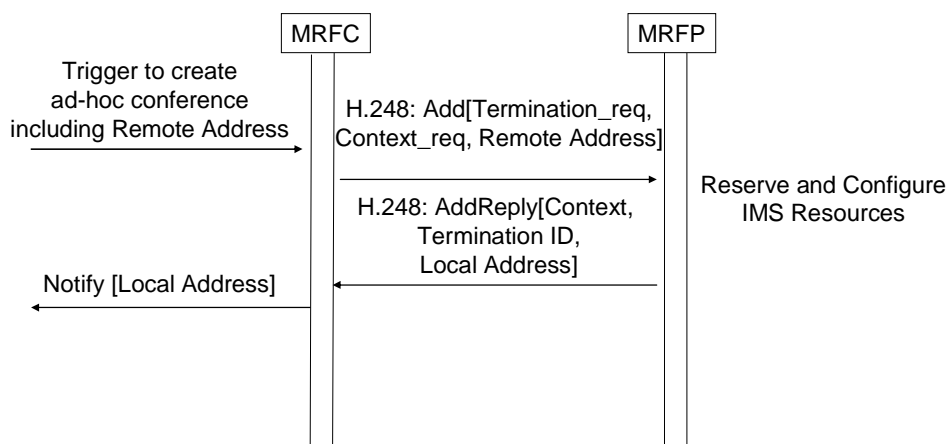 MRFC
MRFP
Trigger to create
ad-hoc conference
including Remote Address
H.248: Add[Termination_req,
Context_req, Remote Address]
Reserve and Configure
IMS Resources
H.248: AddReply[Context,
Termination ID,
Local Address]
Notify [Local Address]